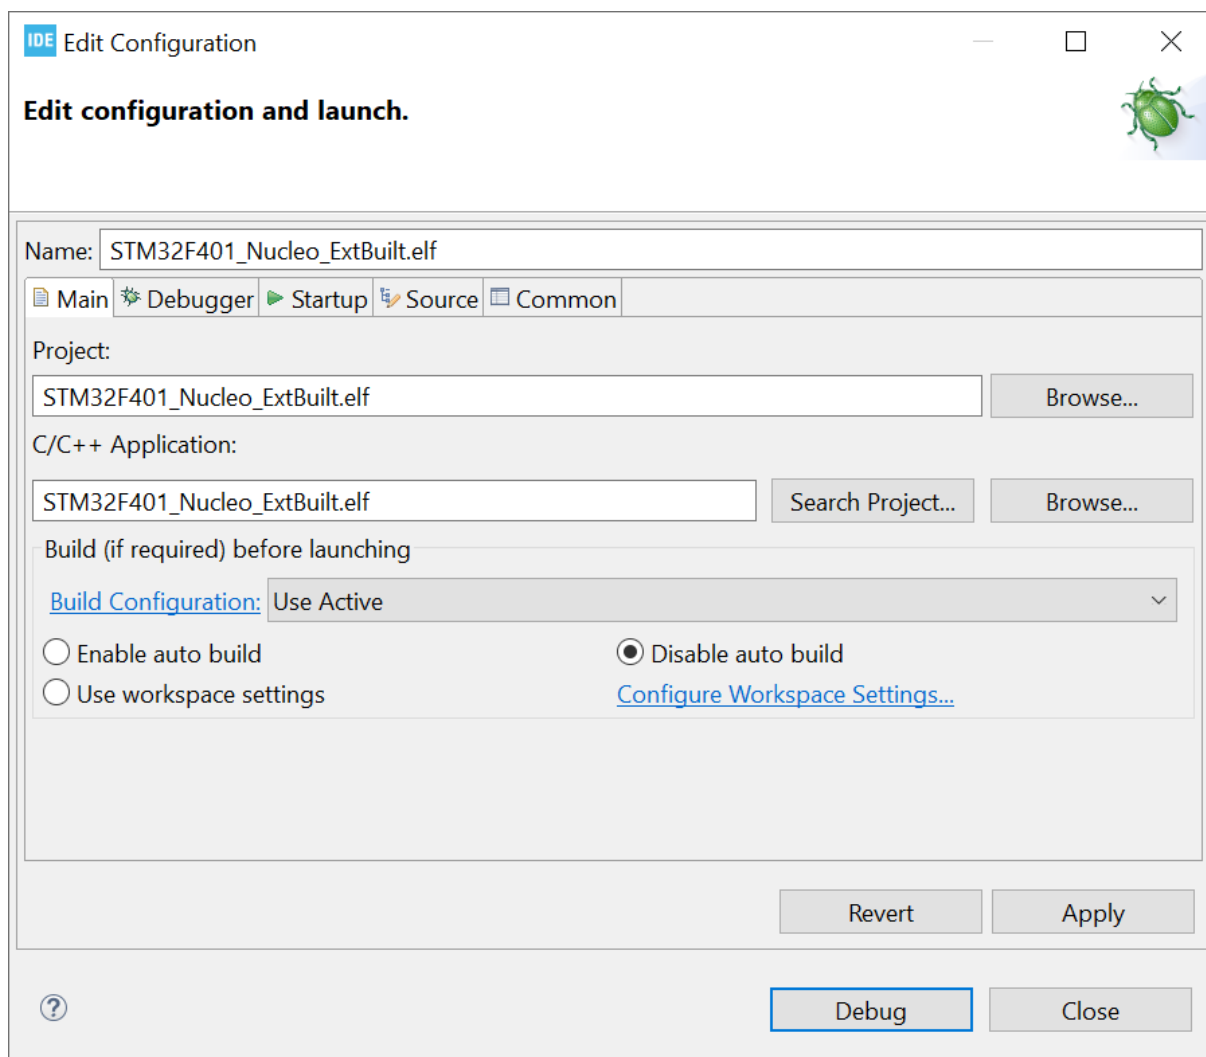 IDE Edit Configuration
Edit configuration and launch.
Name: STM32F401_Nucleo_ExtBuilt.elf
Main Debugger Startup Source Common
Project:
STM32F401_Nucleo_ExtBuilt.elf Browse...
C/C++ Application:
STM32F401_Nucleo_ExtBuilt.elf Search Project... Browse...
Build (if required) before launching
Build Configuration: Use Active
Enable auto build Disable auto build
Use workspace settings Configure Workspace Settings...
Revert Apply
? Debug Close